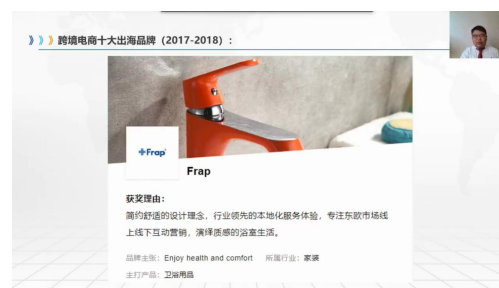 跨境电商十大出海品牌（2017-2018）：
Frap
Frap
获奖理由：
简约舒适的设计理念，行业领先的本地化服务体验，专注东欧市场线
上线下互动营销，演绎质感的浴室生活。
品牌主张：Enjoy health and comfort 所属行业：家装
主打产品：卫浴用品